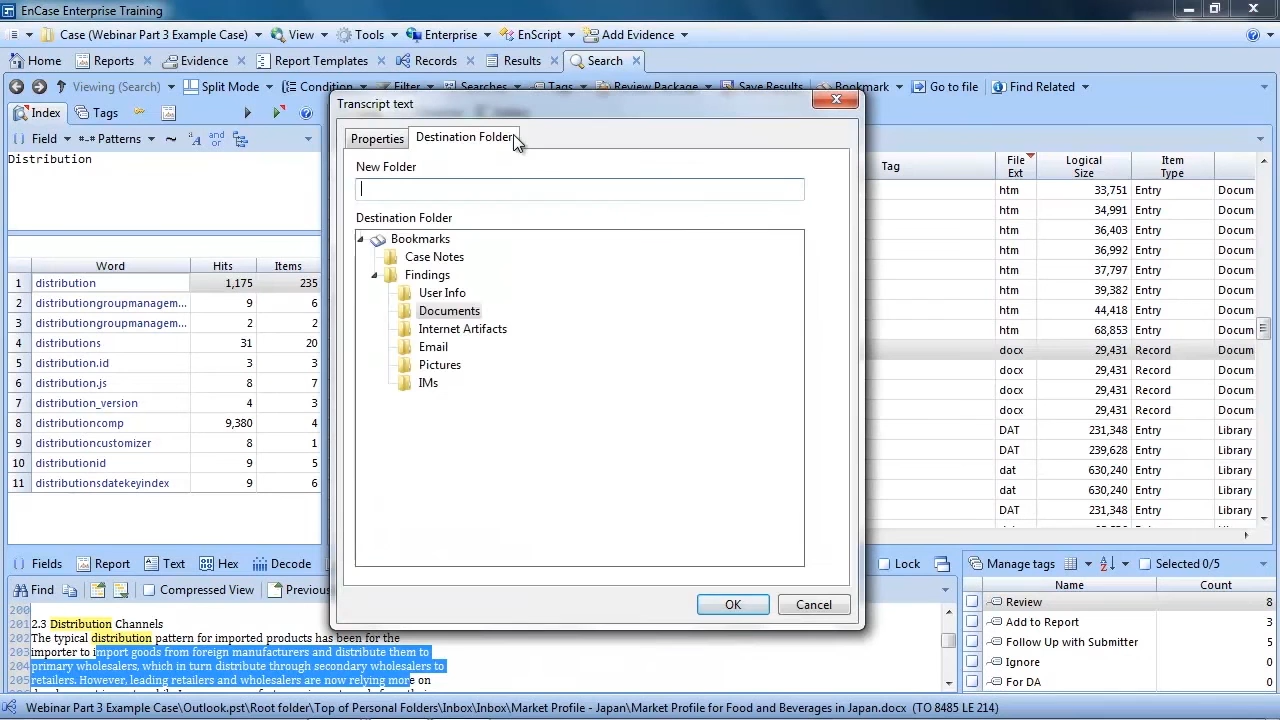 EnCase Enterprise Training
Case (Webinar Part 3 Example Case) View Tools Enterprise EnScript Add Evidence
Home Reports Evidence Report Templates Records Results Search
Viewing (Search) Split Mode Condition Filter Searches Tags Review Package Save Results Bookmark Go to file Find Related
Index Tags
Field Patterns and or
Distribution
Word Hits Items
1 distribution 1,175 235
2 distributiongroupmanagem... 9 6
3 distributiongroupmanagem... 2 2
4 distributions 31 20
5 distribution.id 3 3
6 distribution.js 8 7
7 distribution_version 4 3
8 distributioncomp 9,380 4
9 distributioncustomizer 8 1
10 distributionid 9 5
11 distributionsdatekeyindex 9 6
Transcript text
Properties Destination Folder
New Folder
Destination Folder
Bookmarks
Case Notes
Findings
User Info
Documents
Internet Artifacts
Email
Pictures
IMs
OK Cancel
Tag File Ext Logical Size Item Type
htm 33,751 Entry Docum
htm 34,991 Entry Docum
htm 36,403 Entry Docum
htm 36,992 Entry Docum
htm 37,797 Entry Docum
htm 39,382 Entry Docum
htm 44,418 Entry Docum
htm 68,853 Entry Docum
docx 29,431 Record Docum
docx 29,431 Record Docum
docx 29,431 Record Docum
docx 29,431 Record Docum
DAT 231,348 Entry Library
DAT 239,628 Entry Library
dat 630,240 Entry Library
dat 630,240 Entry Library
DAT 231,348 Entry Library
Fields Report Text Hex Decode Lock
Find Compressed View Previous
200
201 2.3 Distribution Channels
202 The typical distribution pattern for imported products has been for the
203 importer to import goods from foreign manufacturers and distribute them to
204 primary wholesalers, which in turn distribute through secondary wholesalers to
205 retailers. However, leading retailers and wholesalers are now relying more on
Manage tags Selected 0/5
Name Count
Review 8
Add to Report 3
Follow Up with Submitter 5
Ignore 0
For DA 0
Webinar Part 3 Example Case\Outlook.pst\Root folder\Top of Personal Folders\Inbox\Inbox\Market Profile - Japan\Market Profile for Food and Beverages in Japan.docx (TO 8485 LE 214)